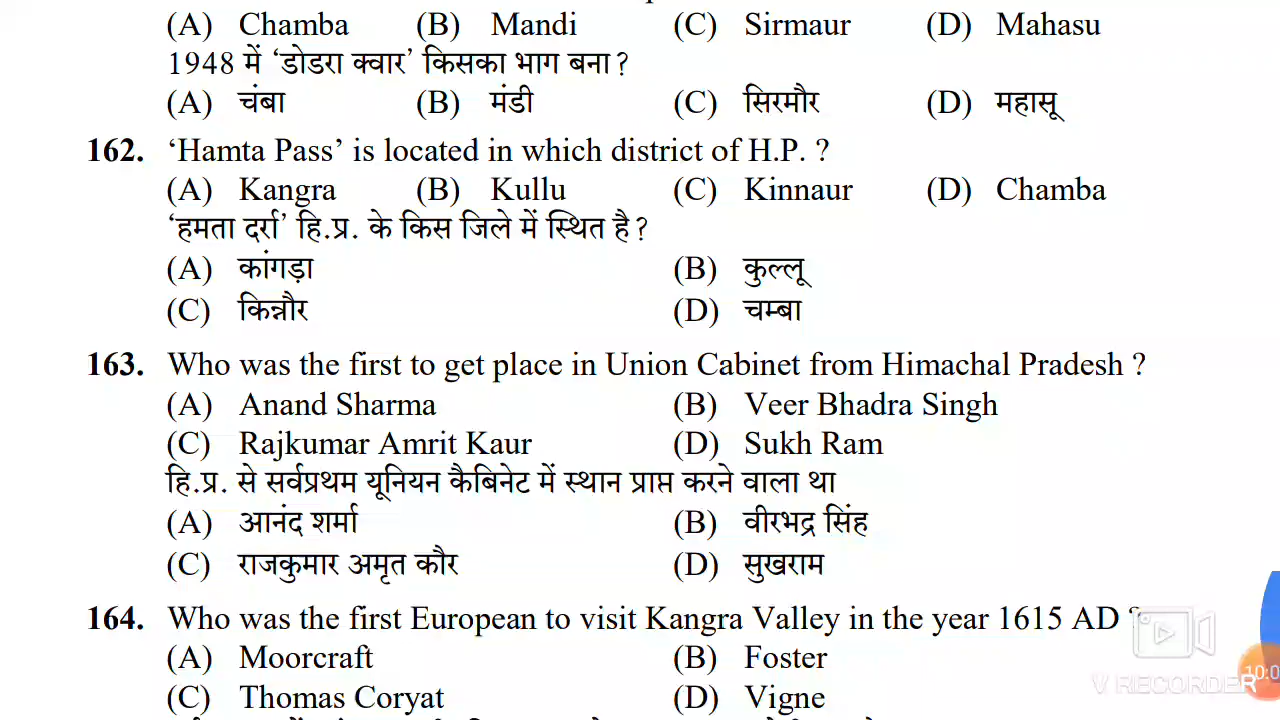 (A) Chamba (B) Mandi (C) Sirmaur (D) Mahasu
1948 में ‘डोडरा क्वार’ किसका भाग बना ?
(A) चंबा (B) मंडी (C) सिरमौर (D) महासू
162. ‘Hamta Pass’ is located in which district of H.P. ?
(A) Kangra (B) Kullu (C) Kinnaur (D) Chamba
‘हमता दर्रा’ हि.प्र. के किस जिले में स्थित है ?
(A) कांगड़ा (B) कुल्लू
(C) किन्नौर (D) चम्बा
163. Who was the first to get place in Union Cabinet from Himachal Pradesh ?
(A) Anand Sharma (B) Veer Bhadra Singh
(C) Rajkumar Amrit Kaur (D) Sukh Ram
हि.प्र. से सर्वप्रथम यूनियन कैबिनेट में स्थान प्राप्त करने वाला था
(A) आनंद शर्मा (B) वीरभद्र सिंह
(C) राजकुमार अमृत कौर (D) सुखराम
164. Who was the first European to visit Kangra Valley in the year 1615 AD ?
(A) Moorcraft (B) Foster
(C) Thomas Coryat (D) Vigne
V RECORDER